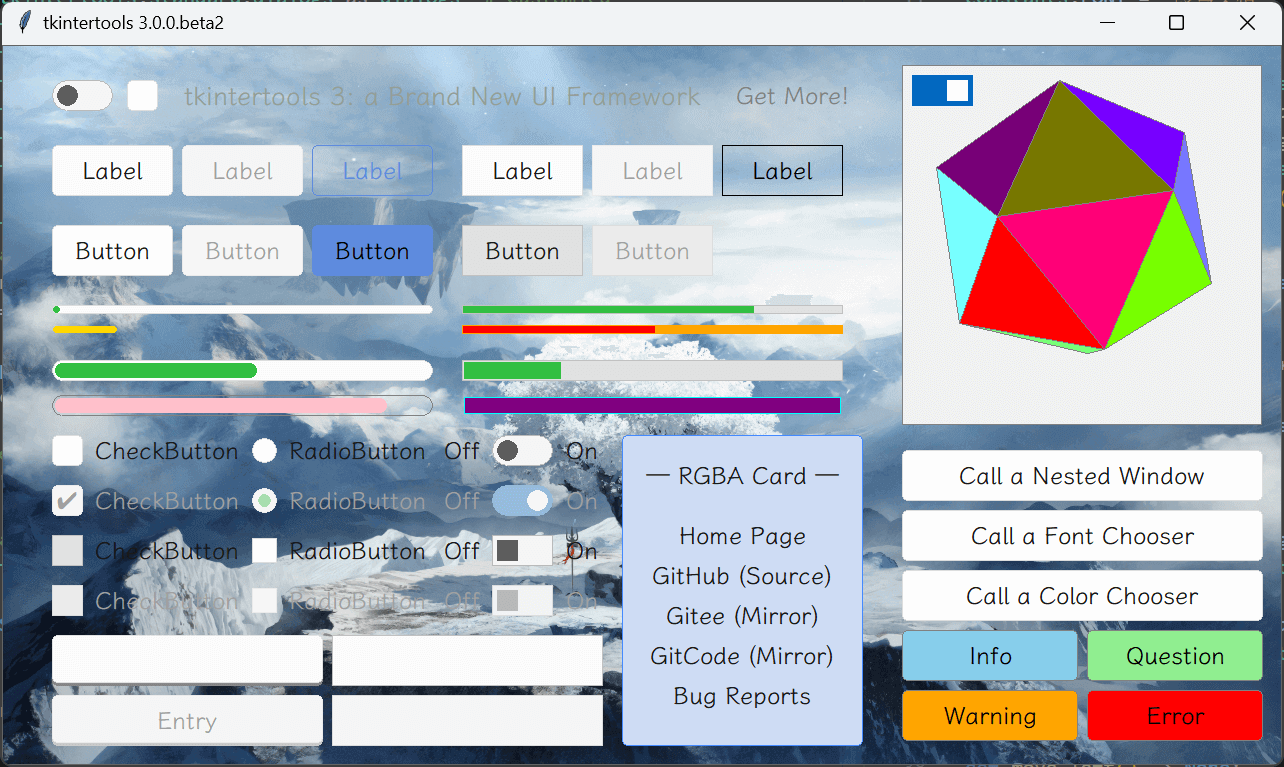 tkintertools 3.0.0.beta2
tkintertools 3: a Brand New UI Framework Get More!
Label Label Label Label Label Label
Button Button Button Button Button
CheckButton RadioButton Off On
CheckButton RadioButton Off On
CheckButton RadioButton Off On
CheckButton RadioButton Off On
Entry
— RGBA Card —
Home Page
GitHub (Source)
Gitee (Mirror)
GitCode (Mirror)
Bug Reports
Call a Nested Window
Call a Font Chooser
Call a Color Chooser
Info Question
Warning Error